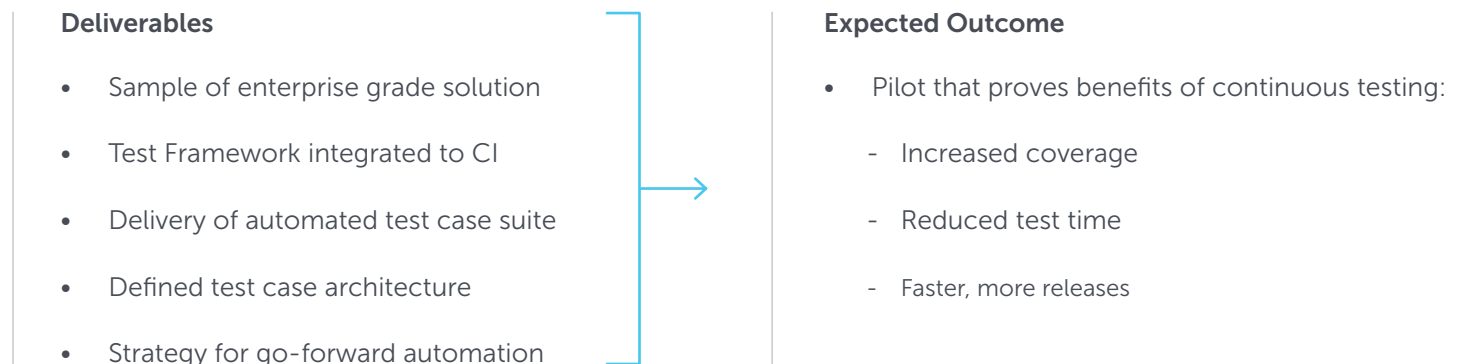 Deliverables
• Sample of enterprise grade solution
• Test Framework integrated to CI
• Delivery of automated test case suite
• Defined test case architecture
• Strategy for go-forward automation
Expected Outcome
• Pilot that proves benefits of continuous testing:
- Increased coverage
- Reduced test time
- Faster, more releases